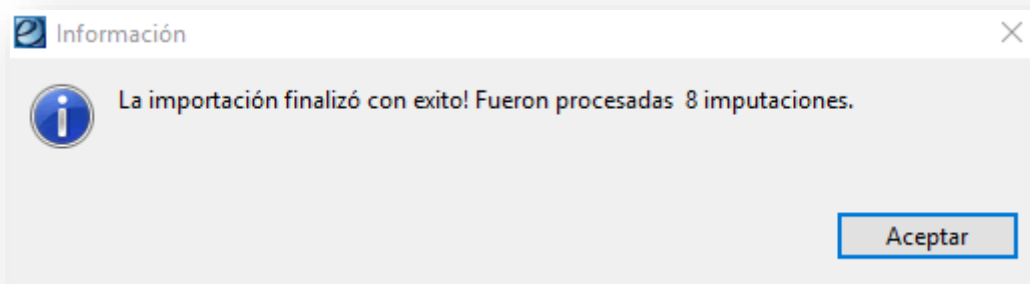 Información
La importación finalizó con exito! Fueron procesadas  8 imputaciones.
Aceptar